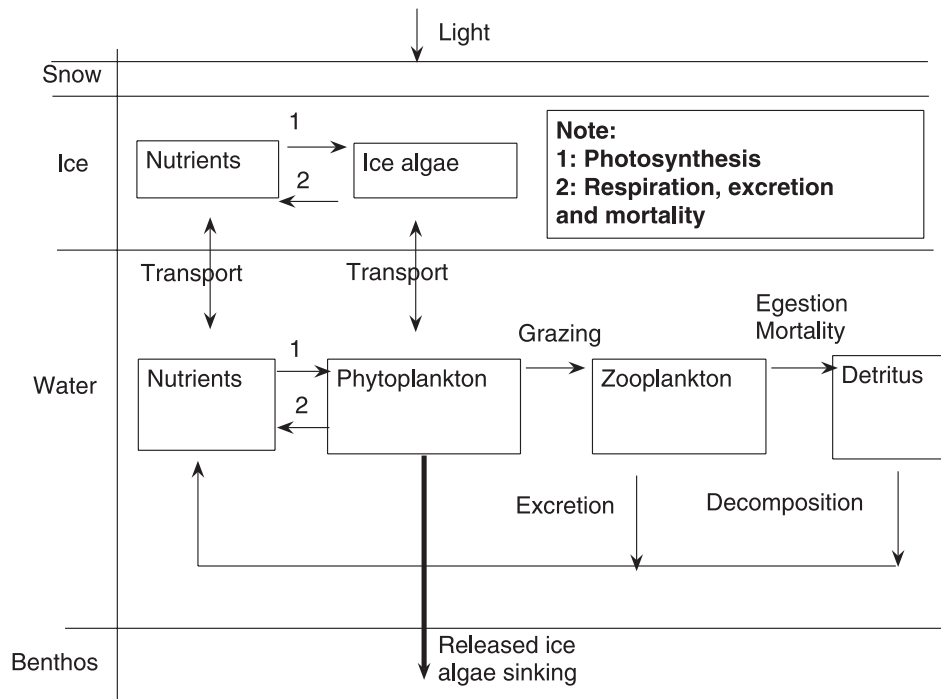 Light
Snow
Ice
Nutrients
1
2
Ice algae
Note:
1: Photosynthesis
2: Respiration, excretion
and mortality
Transport
Transport
Water
Nutrients
1
2
Phytoplankton
Grazing
Zooplankton
Egestion
Mortality
Detritus
Excretion
Decomposition
Benthos
Released ice
algae sinking